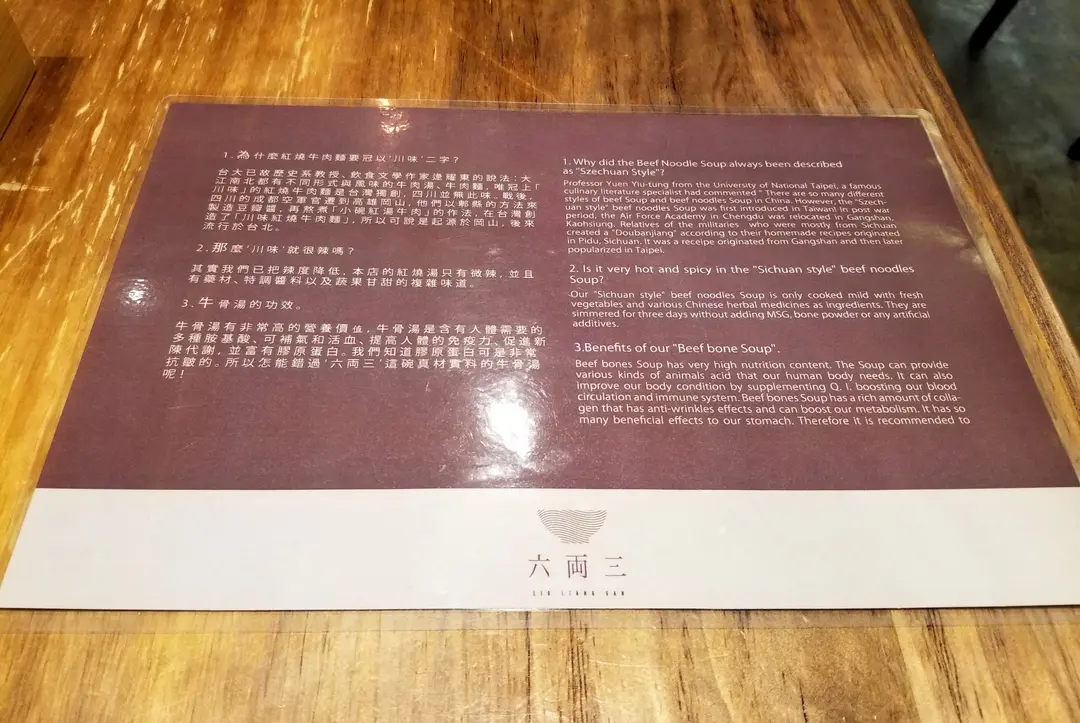 1.為什麼紅燒牛肉麵要冠以'川味'二字?
台大已故歷史系教授、飲食文學作家逯耀東的說法:大
江南北都有不同形式與風味的牛肉湯、牛肉麵，唯冠上「
川味」的紅燒牛肉麵是台灣獨創，四川並無此味。戰後，
四川的成都空軍官遷到高雄岡山，他們以郫縣的方法來
製造豆瓣醬，再熬煮「小碗紅湯牛肉」的作法，在台灣創
造了「川味紅燒牛肉麵」，所以可說是起源於岡山，後來
流行於台北。
2.那麼'川味'就很辣嗎?
其實我們已把辣度降低，本店的紅燒湯只有微辣，並且
有藥材、特調醬料以及蔬果甘甜的複雜味道。
3.牛骨湯的功效。
牛骨湯有非常高的營養價值，牛骨湯是含有人體需要的
多種胺基酸、可補氣和活血、提高人體的免疫力、促進新
陳代謝，並富有膠原蛋白。我們知道膠原蛋白可是非常
抗皺的。所以怎能錯過'六両三'這碗真材實料的牛骨湯
呢!
1. Why did the Beef Noodle Soup always been described
as "Szechuan Style"?
Professor Yuen Yiu-tung from the University of National Taipei, a famous
culinary literature specialist had commented " There are so many different
styles of beef Soup and beef noodles Soup in China. However, the "Szech-
uan style" beef noodles Soup was first introduced in Taiwan! In post war
period, the Air Force Academy in Chengdu was relocated in Gangshan,
Kaohsiung. Relatives of the militaries who were mostly from Sichuan
created a "Doubanjiang" according to their homemade recipes originated
in Pidu, Sichuan. It was a receipe originated from Gangshan and then later
popularized in Taipei.
2. Is it very hot and spicy in the "Sichuan style" beef noodles
Soup?
Our "Sichuan style" beef noodles Soup is only cooked mild with fresh
vegetables and various Chinese herbal medicines as ingredients. They are
simmered for three days without adding MSG, bone powder or any artificial
additives.
3.Benefits of our "Beef bone Soup".
Beef bones Soup has very high nutrition content. The Soup can provide
various kinds of animals acid that our human body needs. It can also
improve our body condition by supplementing Q. I. boosting our blood
circulation and immune system. Beef bones Soup has a rich amount of colla-
gen that has anti-wrinkles effects and can boost our metabolism. It has so
many beneficial effects to our stomach. Therefore it is recommended to
六両三
LIU LIANG SAN